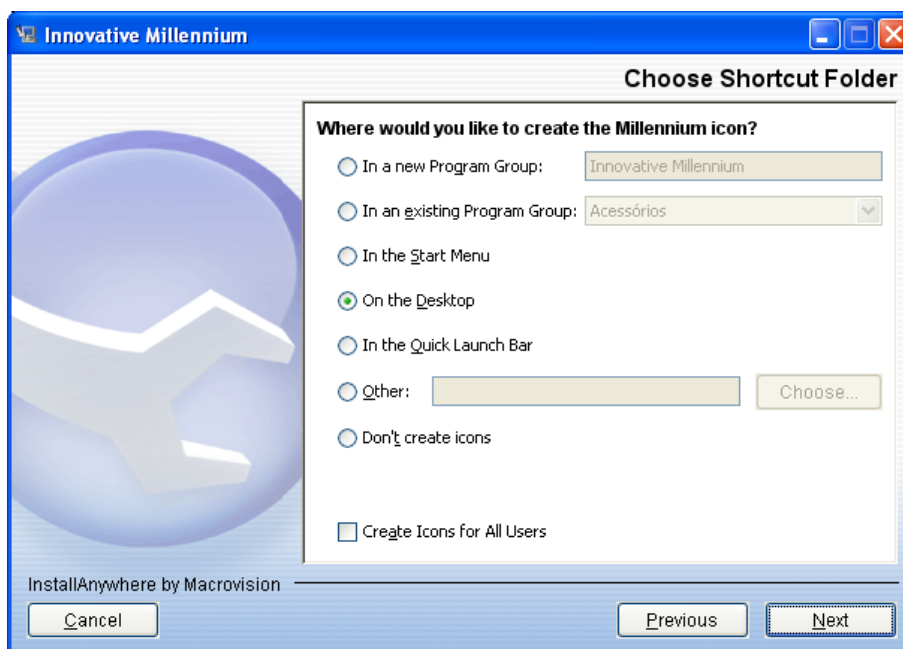 Innovative Millennium
Choose Shortcut Folder
Where would you like to create the Millennium icon?
In a new Program Group: Innovative Millennium
In an existing Program Group: Acessórios
In the Start Menu
On the Desktop
In the Quick Launch Bar
Other: Choose...
Don't create icons
Create Icons for All Users
InstallAnywhere by Macrovision
Cancel Previous Next